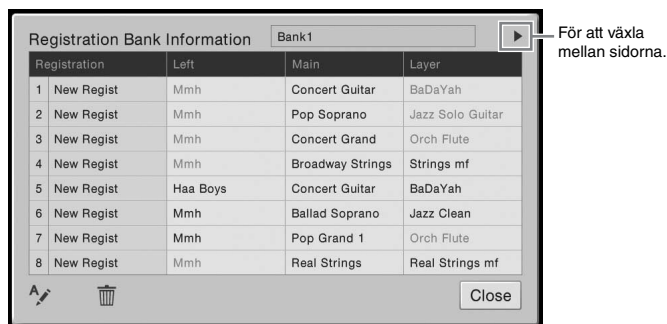 Registration Bank Information Bank1
För att växla
mellan sidorna.
Registration Left Main Layer
1 New Regist Mmh Concert Guitar BaDaYah
2 New Regist Mmh Pop Soprano Jazz Solo Guitar
3 New Regist Mmh Concert Grand Orch Flute
4 New Regist Mmh Broadway Strings Strings mf
5 New Regist Haa Boys Concert Guitar BaDaYah
6 New Regist Mmh Ballad Soprano Jazz Clean
7 New Regist Mmh Pop Grand 1 Orch Flute
8 New Regist Mmh Real Strings Real Strings mf
A
Close